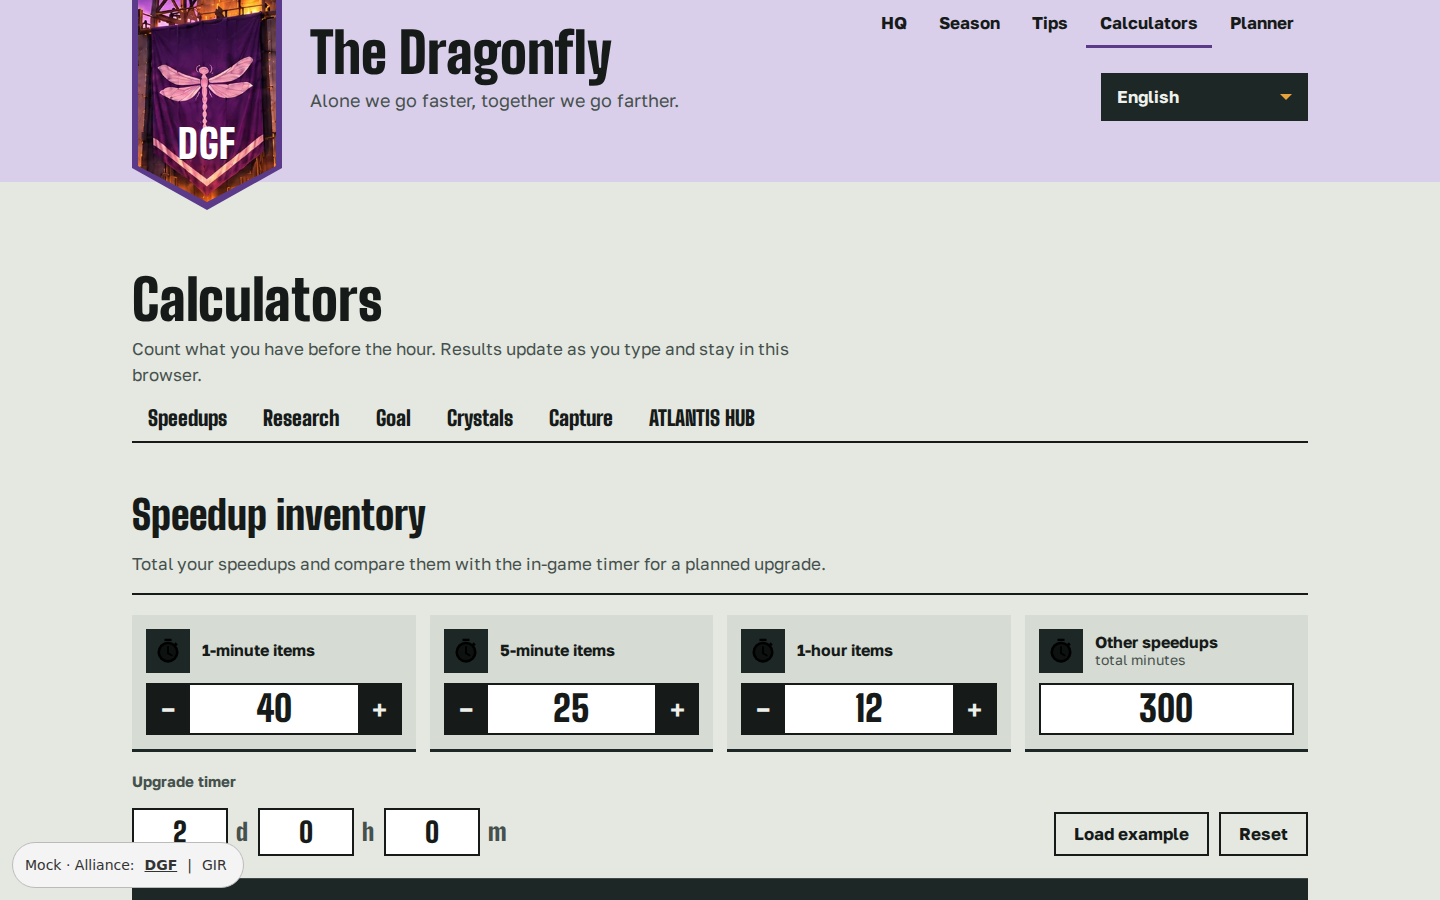 DGF
The Dragonfly
Alone we go faster, together we go farther.
HQ Season Tips Calculators Planner
English
Calculators
Count what you have before the hour. Results update as you type and stay in this
browser.
Speedups Research Goal Crystals Capture ATLANTIS HUB
Speedup inventory
Total your speedups and compare them with the in-game timer for a planned upgrade.
1-minute items
− 40 +
5-minute items
− 25 +
1-hour items
− 12 +
Other speedups
total minutes
300
Upgrade timer
2 d 0 h 0 m
Load example Reset
Mock · Alliance: DGF | GIR